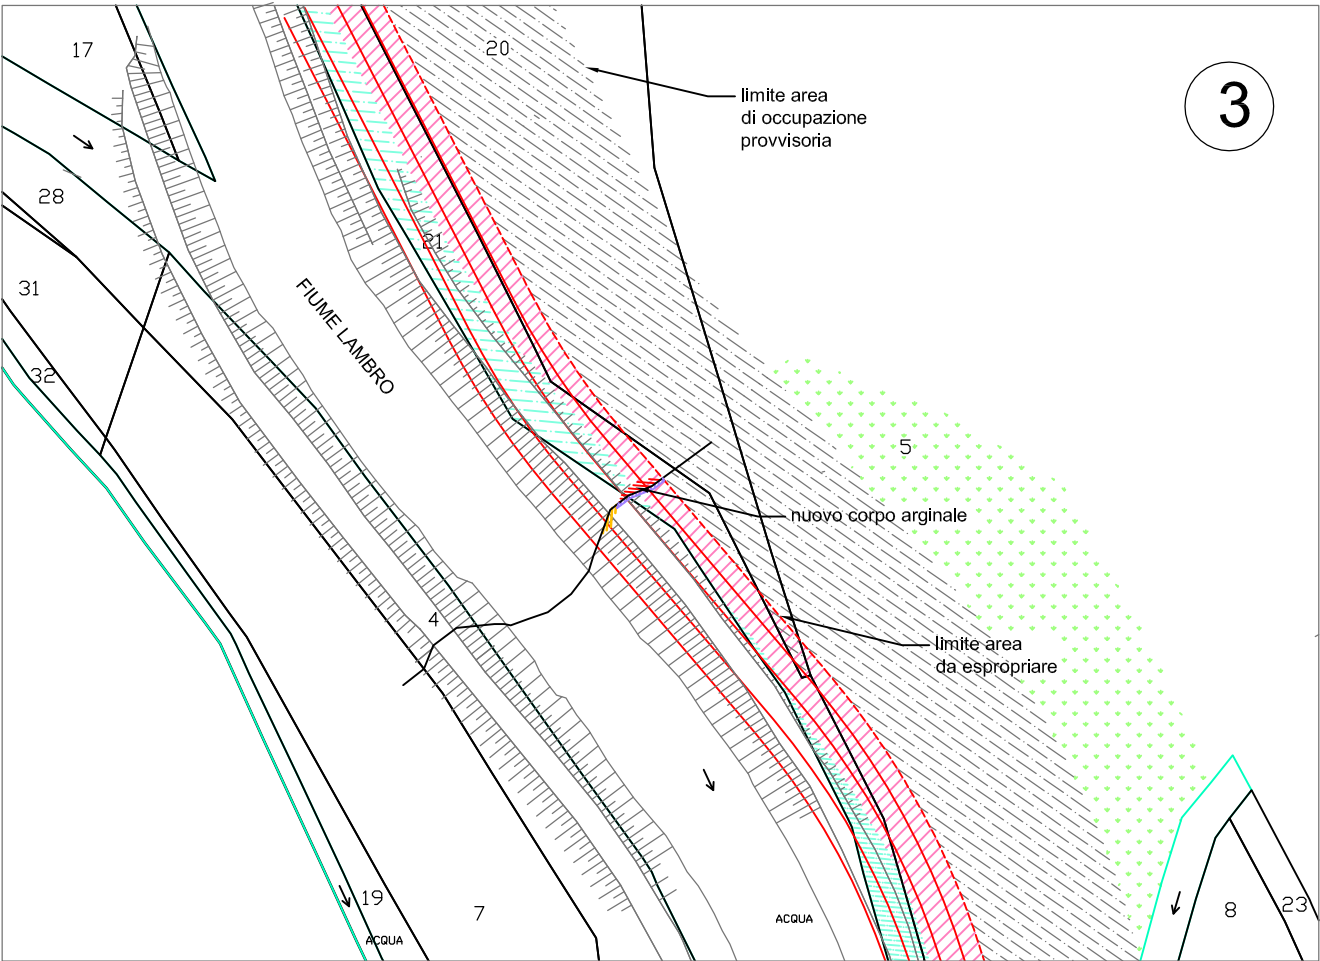 17
20
3
limite area
di occupazione
provvisoria
28
21
31
FIUME LAMBRO
32
5
nuovo corpo arginale
4
limite area
da espropriare
19
7
ACQUA
ACQUA
8
23